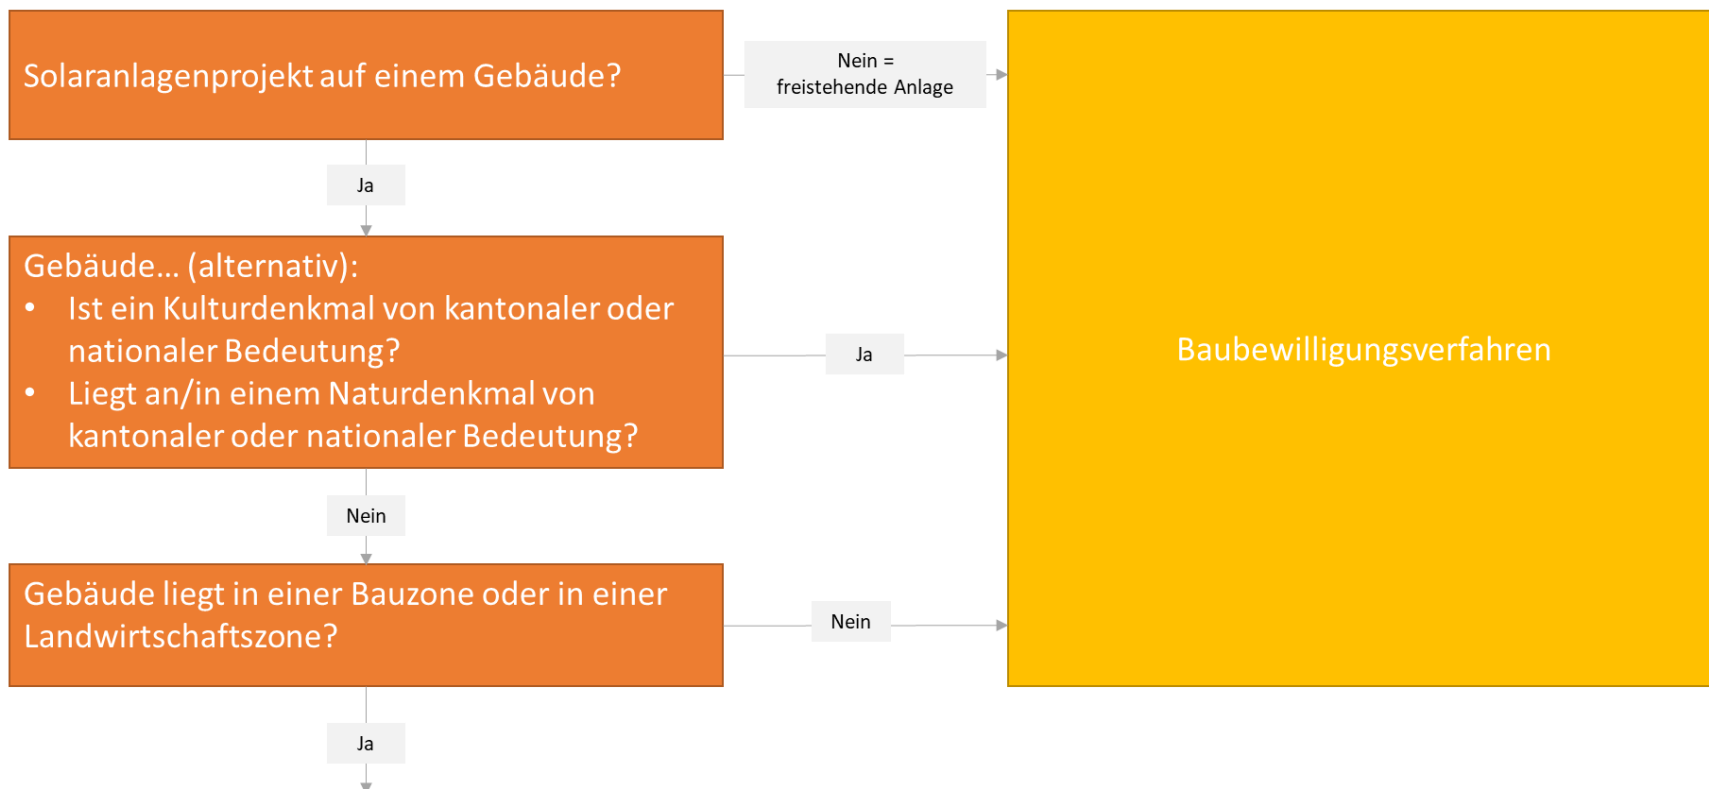 Solaranlagenprojekt auf einem Gebäude?
Nein =
freistehende Anlage
Ja
Gebäude... (alternativ):
• Ist ein Kulturdenkmal von kantonaler oder
nationaler Bedeutung?
• Liegt an/in einem Naturdenkmal von
kantonaler oder nationaler Bedeutung?
Ja
Baubewilligungsverfahren
Nein
Gebäude liegt in einer Bauzone oder in einer
Landwirtschaftszone?
Nein
Ja